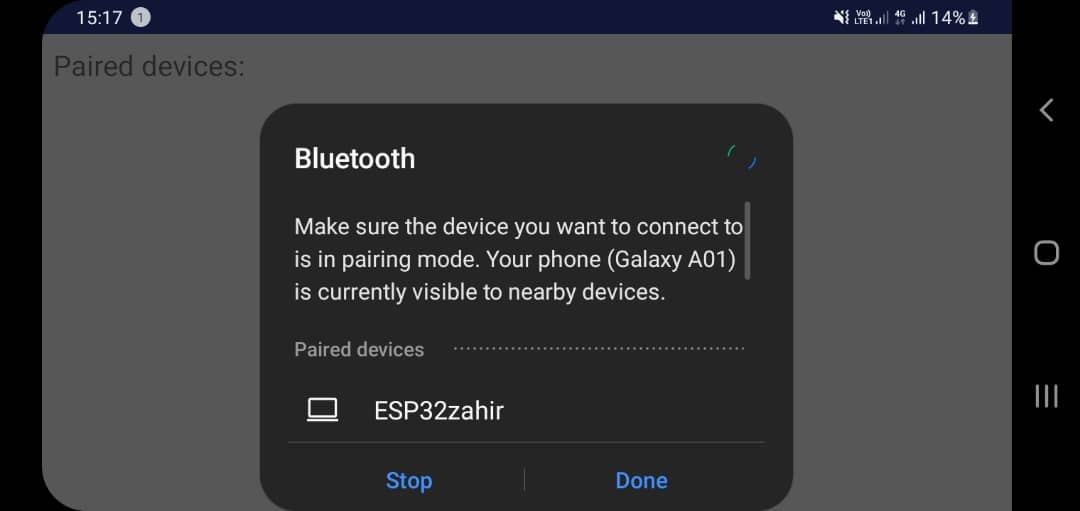 15:17 1
Vo)) LTE1 4G 14%
Paired devices:
Bluetooth
Make sure the device you want to connect to
is in pairing mode. Your phone (Galaxy A01)
is currently visible to nearby devices.
Paired devices
ESP32zahir
Stop Done